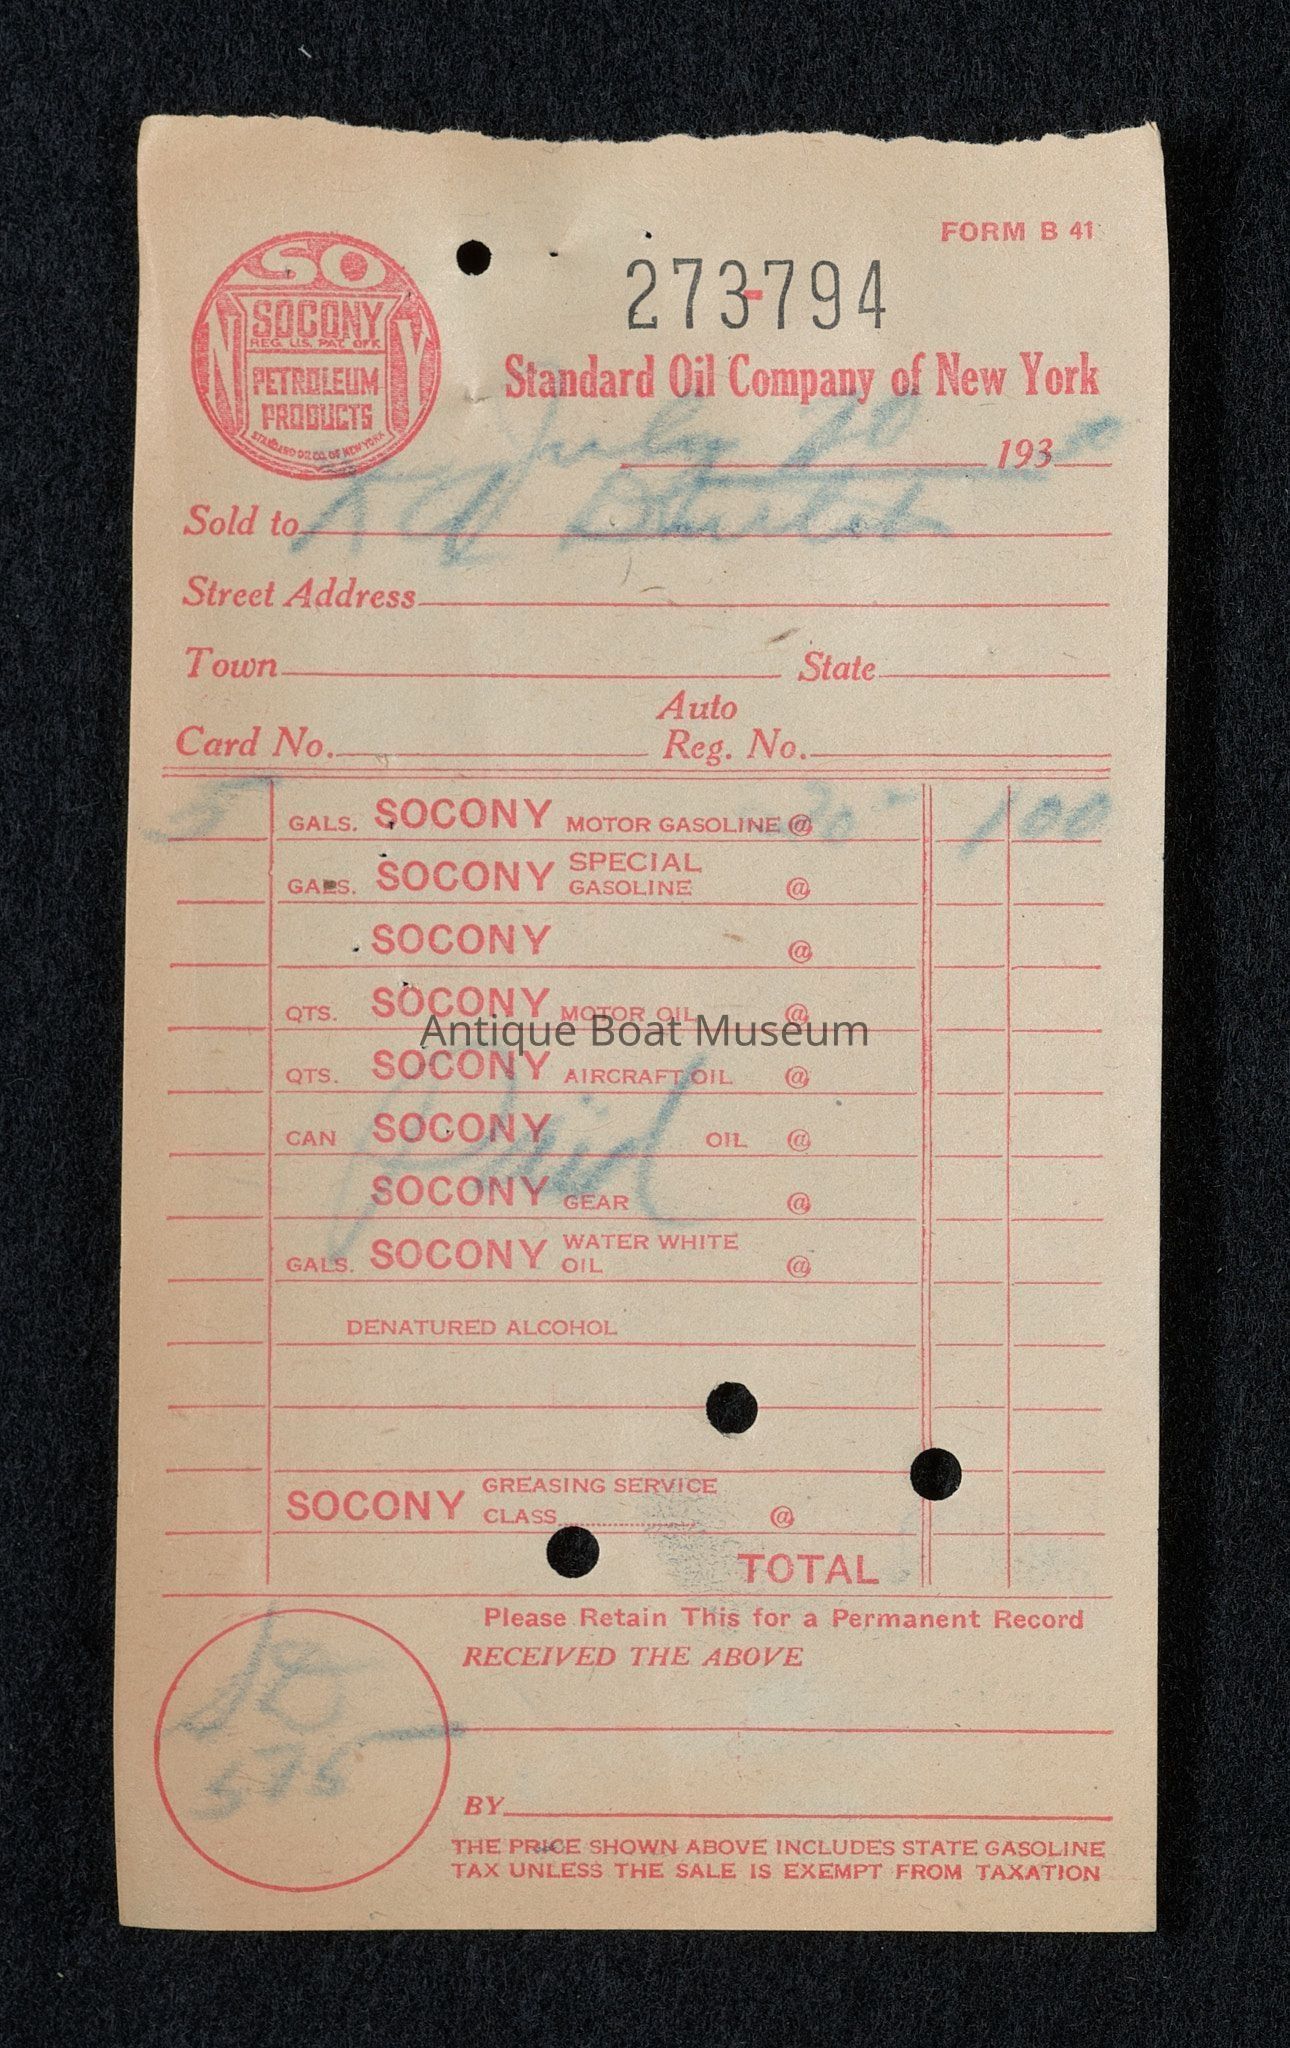 FORM B 41
SO
NY
SOCONY
REG. U.S. PAT. OFF.
PETROLEUM
PRODUCTS
STANDARD OIL CO. OF NEW YORK
273-794
Standard Oil Company of New York
July 20 193
Sold to
Street Address
Town State
Auto
Card No. Reg. No.
5 GALS. SOCONY MOTOR GASOLINE @ 20 1 00
GALS. SOCONY SPECIAL GASOLINE @
SOCONY @
QTS. SOCONY MOTOR OIL @
Antique Boat Museum
QTS. SOCONY AIRCRAFT OIL @
CAN SOCONY OIL @
Paid
SOCONY GEAR @
GALS. SOCONY WATER WHITE OIL @
DENATURED ALCOHOL
SOCONY GREASING SERVICE
CLASS @
TOTAL
Please Retain This for a Permanent Record
RECEIVED THE ABOVE
575
BY
THE PRICE SHOWN ABOVE INCLUDES STATE GASOLINE
TAX UNLESS THE SALE IS EXEMPT FROM TAXATION